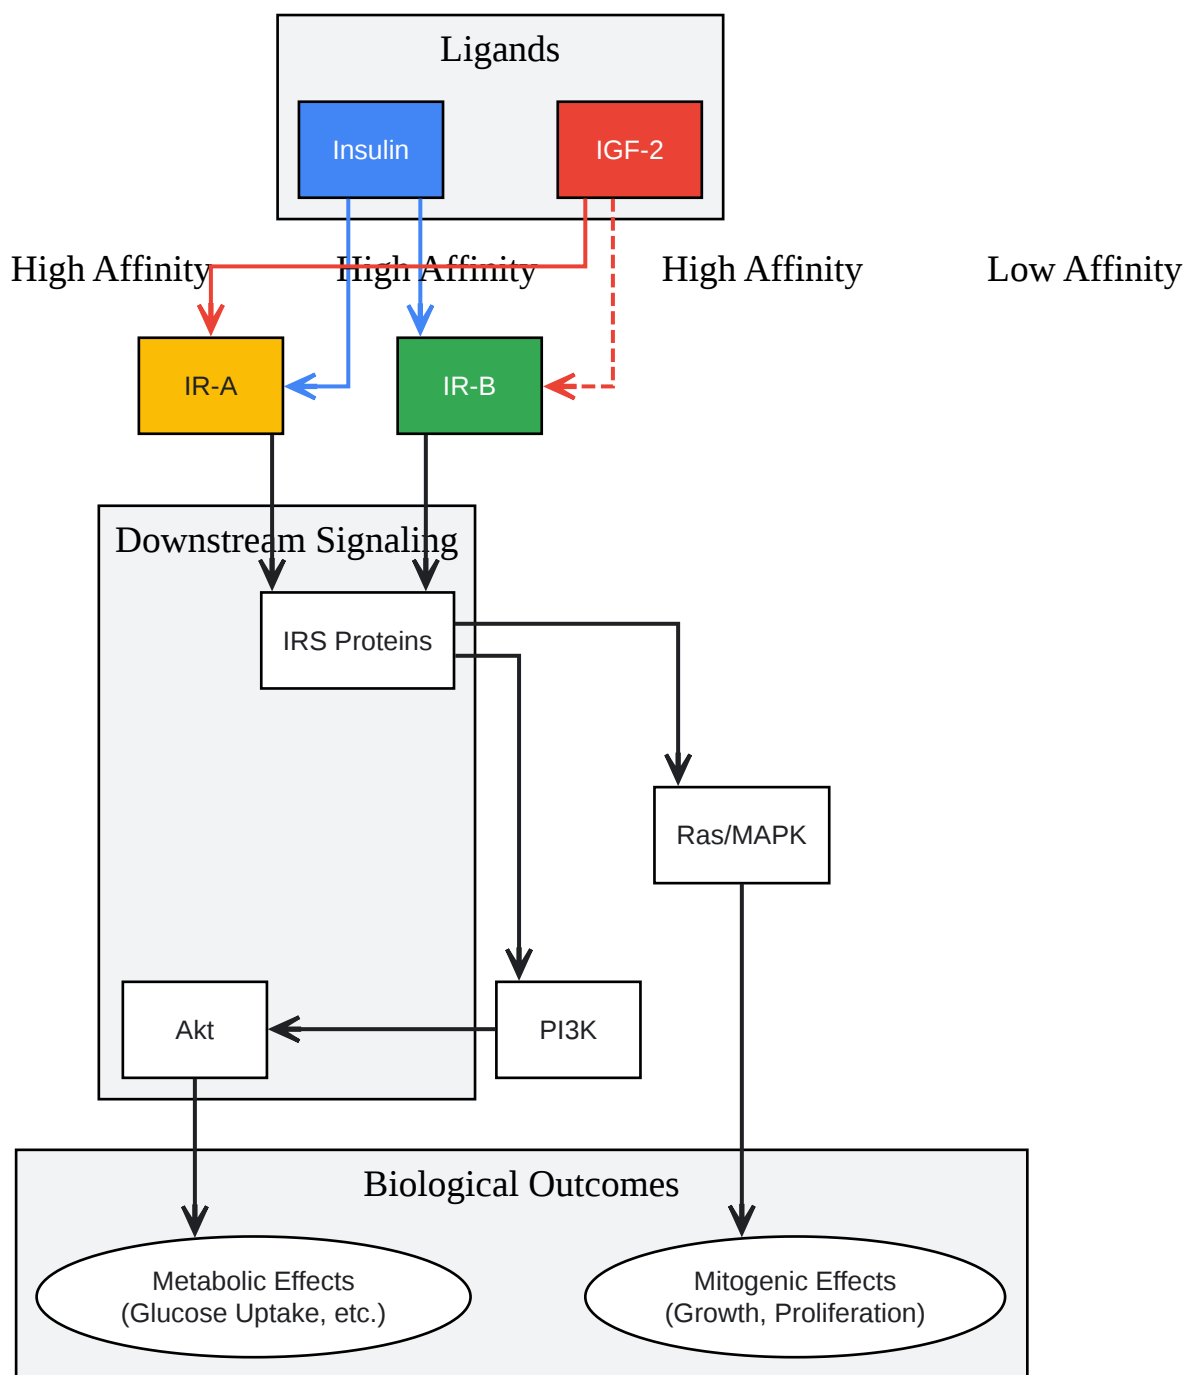 Ligands
Insulin
IGF-2
High Affinity
High Affinity
High Affinity
Low Affinity
IR-A
IR-B
Downstream Signaling
IRS Proteins
Ras/MAPK
Akt
PI3K
Biological Outcomes
Metabolic Effects
(Glucose Uptake, etc.)
Mitogenic Effects
(Growth, Proliferation)